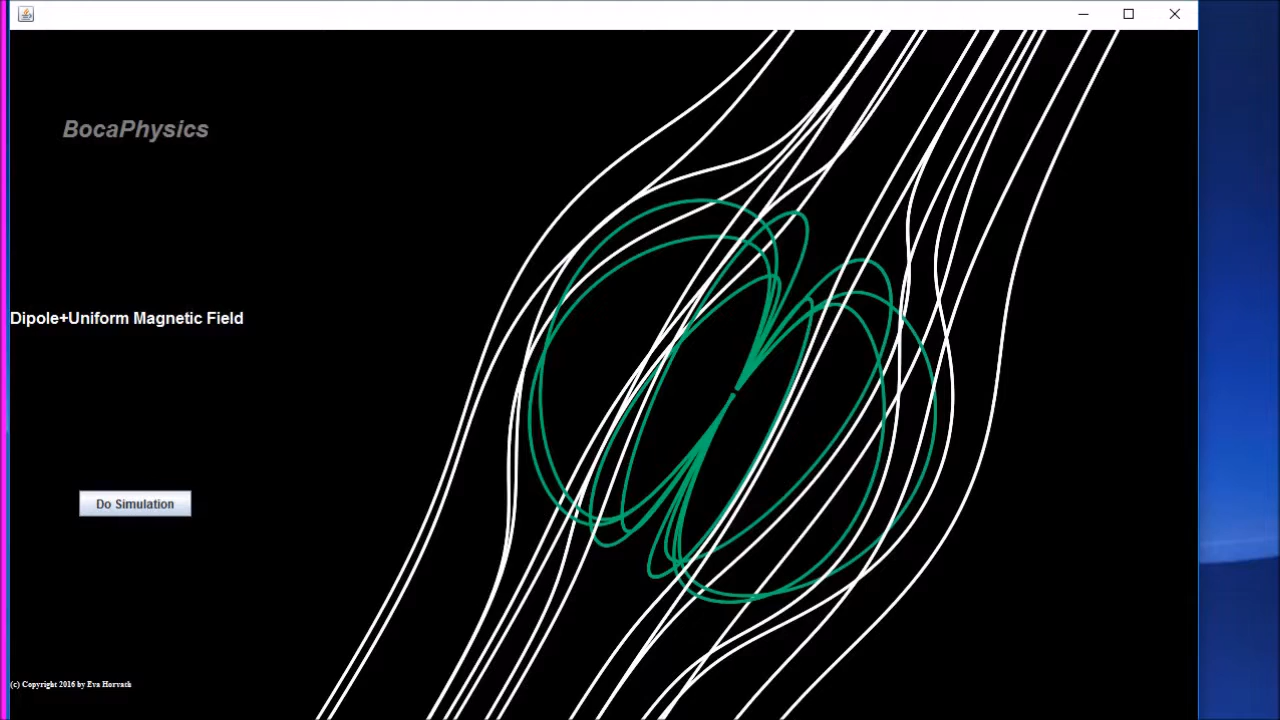 BocaPhysics
Dipole+Uniform Magnetic Field
Do Simulation
(c) Copyright 2016 by Eva Horvath